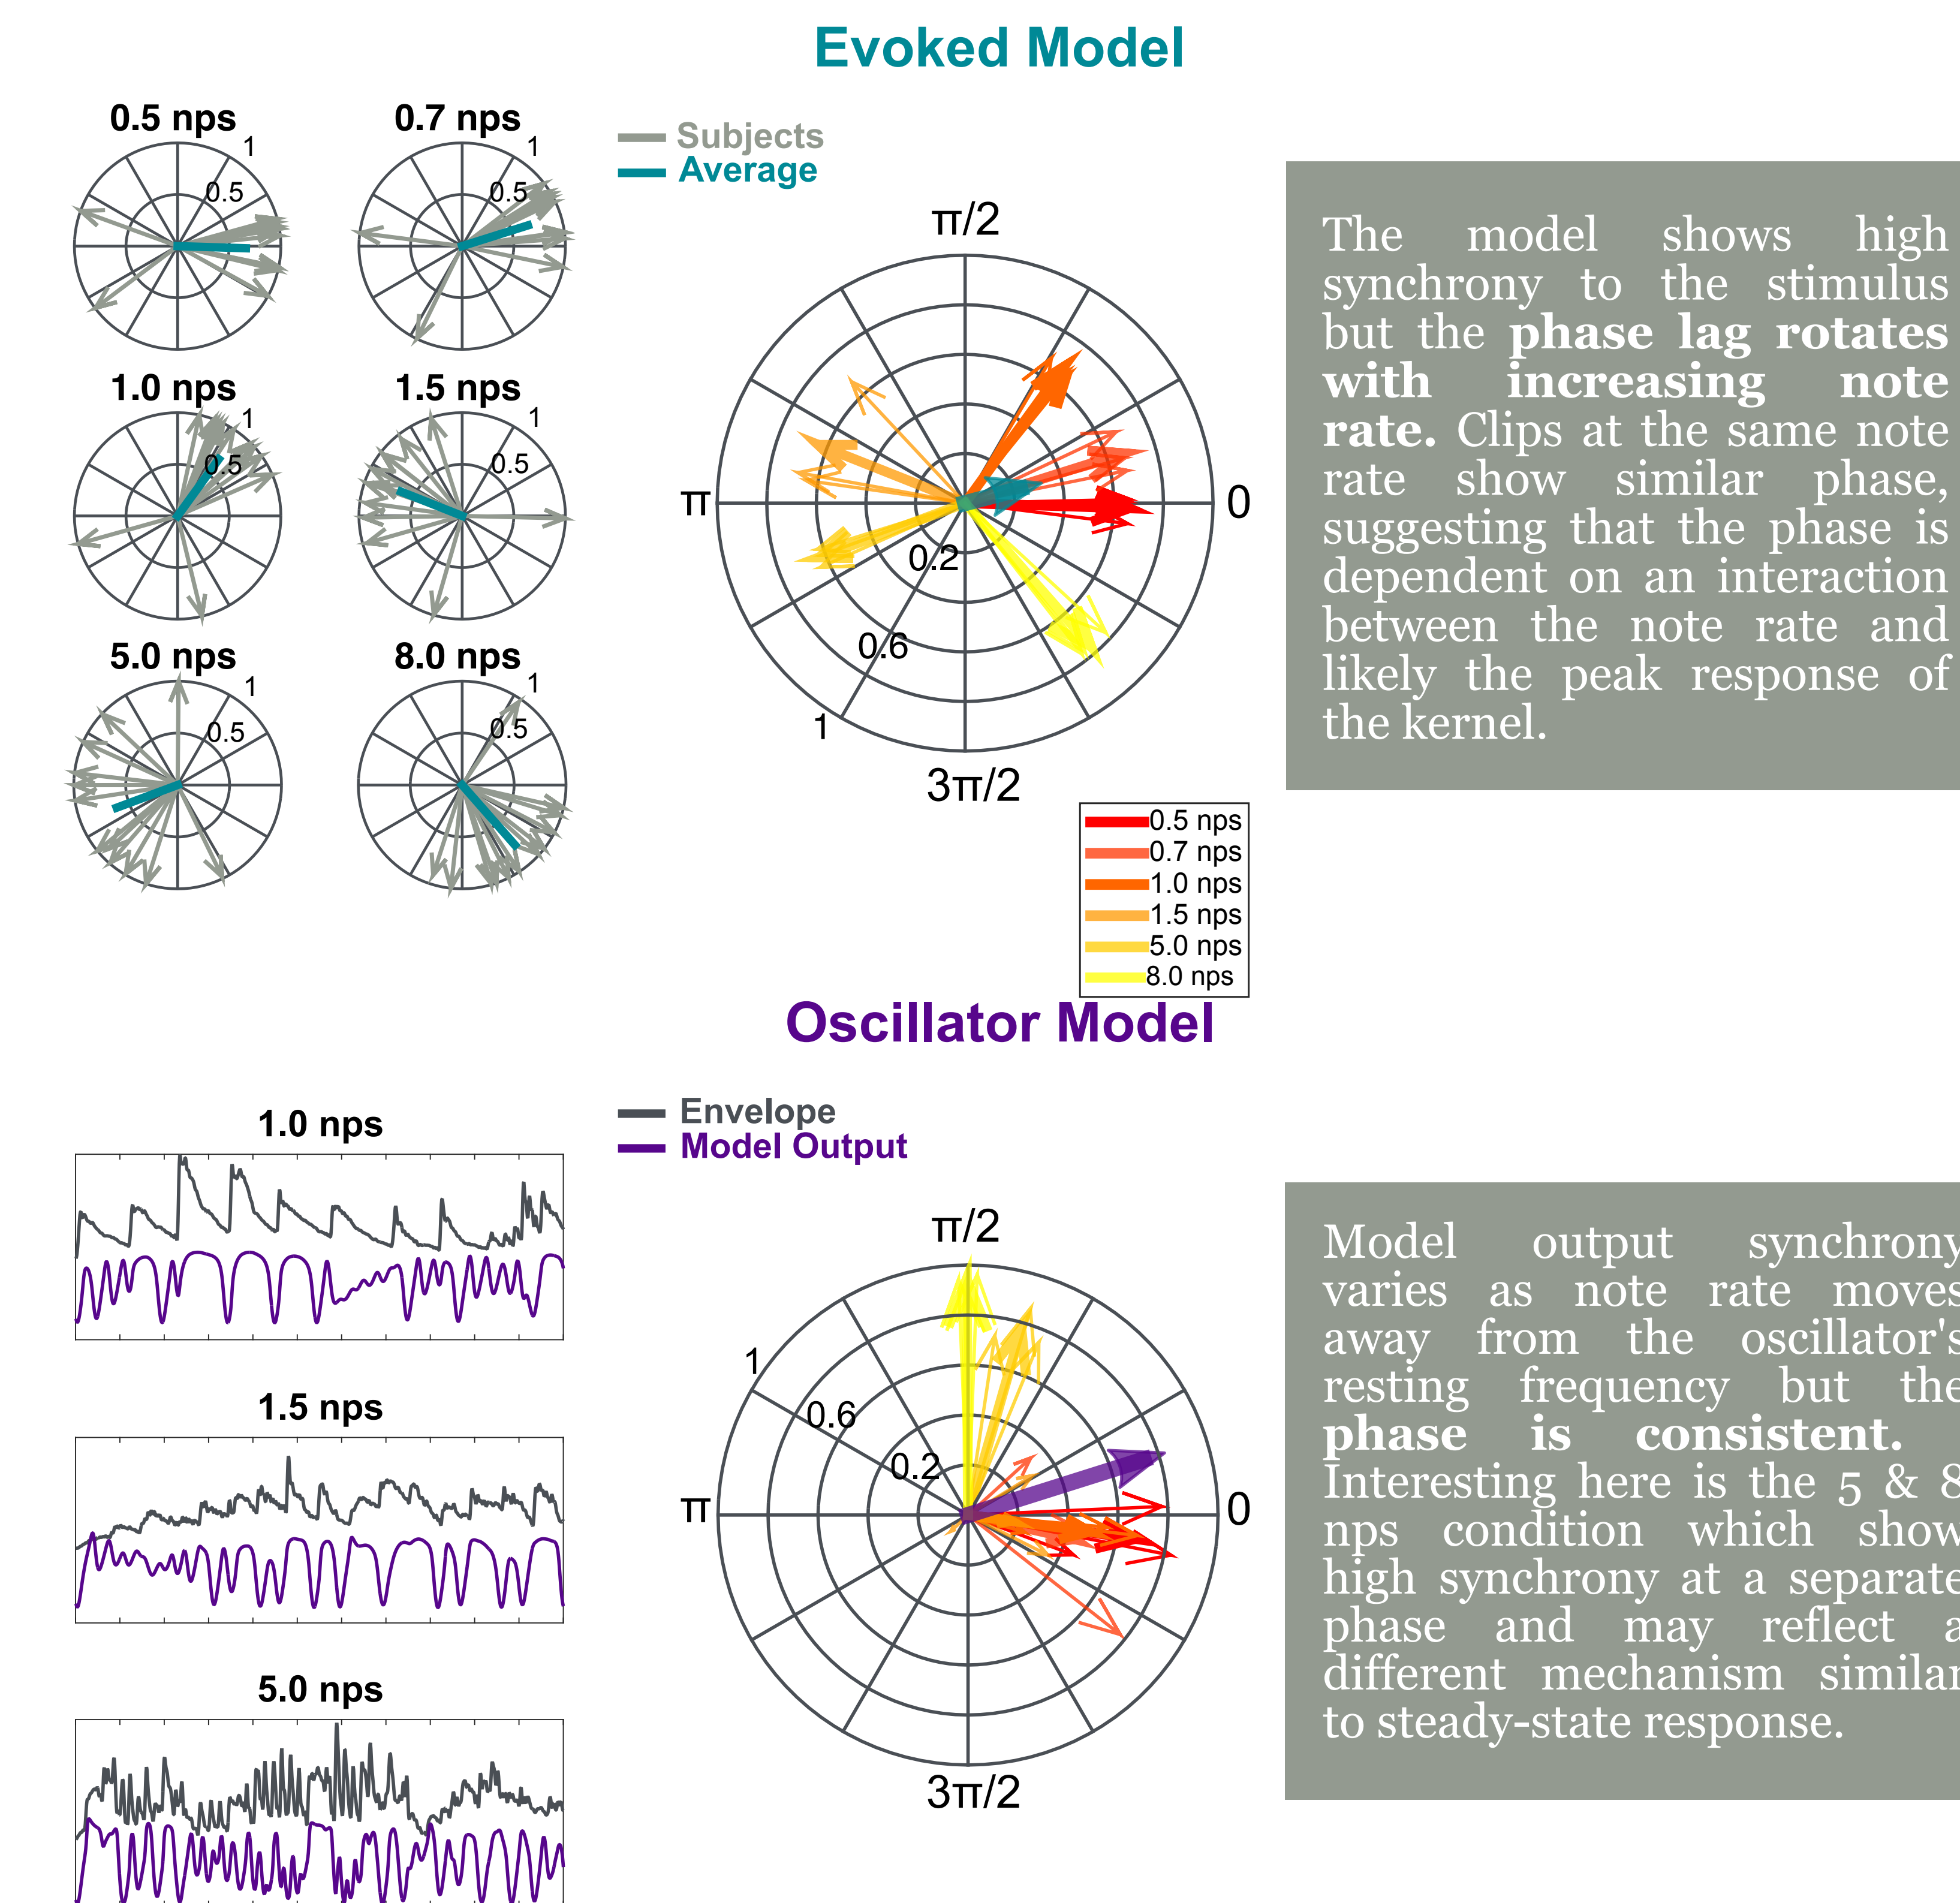 Evoked Model
0.5 nps
0.7 nps
1
0.5
1
0.5
Subjects
Average
1.0 nps
1.5 nps
1
0.5
1
0.5
5.0 nps
8.0 nps
1
0.5
1
0.5
π/2
π
0
0.2
0.6
1
3π/2
0.5 nps
0.7 nps
1.0 nps
1.5 nps
5.0 nps
8.0 nps
The model shows high
synchrony to the stimulus
but the phase lag rotates
with increasing note
rate. Clips at the same note
rate show similar phase,
suggesting that the phase is
dependent on an interaction
between the note rate and
likely the peak response of
the kernel.
Oscillator Model
Envelope
Model Output
1.0 nps
1.5 nps
5.0 nps
π/2
1
0.6
0.2
π
0
3π/2
Model output synchrony
varies as note rate moves
away from the oscillator's
resting frequency but the
phase is consistent.
Interesting here is the 5 & 8
nps condition which show
high synchrony at a separate
phase and may reflect a
different mechanism similar
to steady-state response.